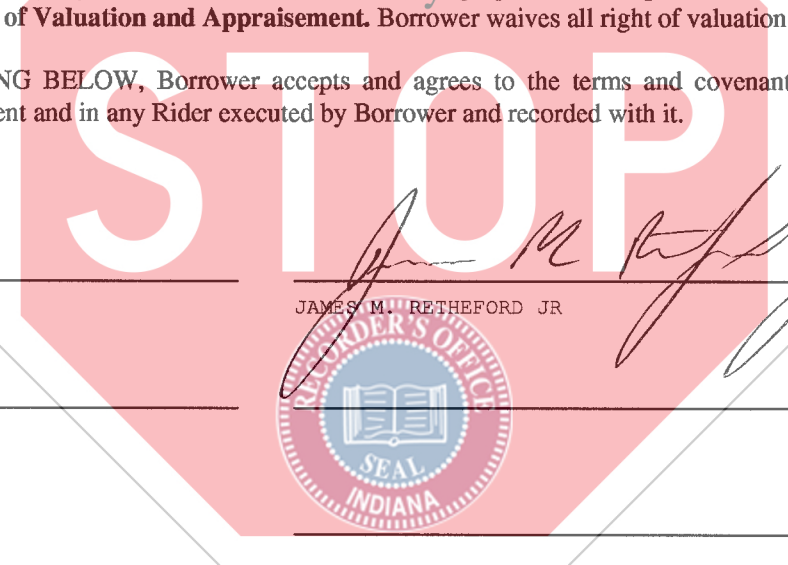 of Valuation and Appraisement. Borrower waives all right of valuation
NG BELOW, Borrower accepts and agrees to the terms and covenant
ent and in any Rider executed by Borrower and recorded with it.
STOP
JAMES M. RETHEFORD JR
RECORDER'S OFFICE
SEAL
INDIANA